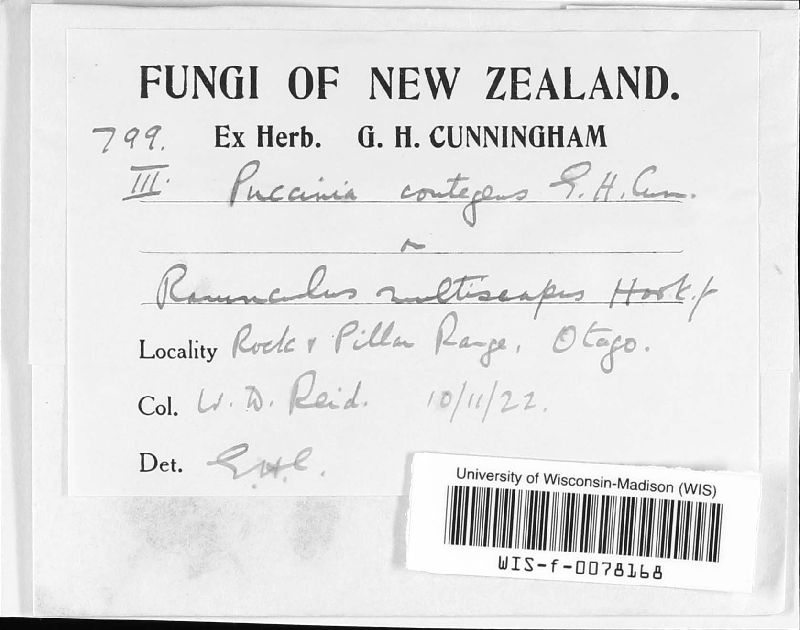 FUNGI OF NEW ZEALAND.
799. Ex Herb. G. H. CUNNINGHAM
III. Puccinia contegens G. H. Cun.
Ranunculus multiscapus Hook. f
Locality Rock & Pillar Range, Otago.
Col. W. D. Reid. 10/11/22.
Det. G.H.C.
University of Wisconsin-Madison (WIS)
WIS-f-0078168